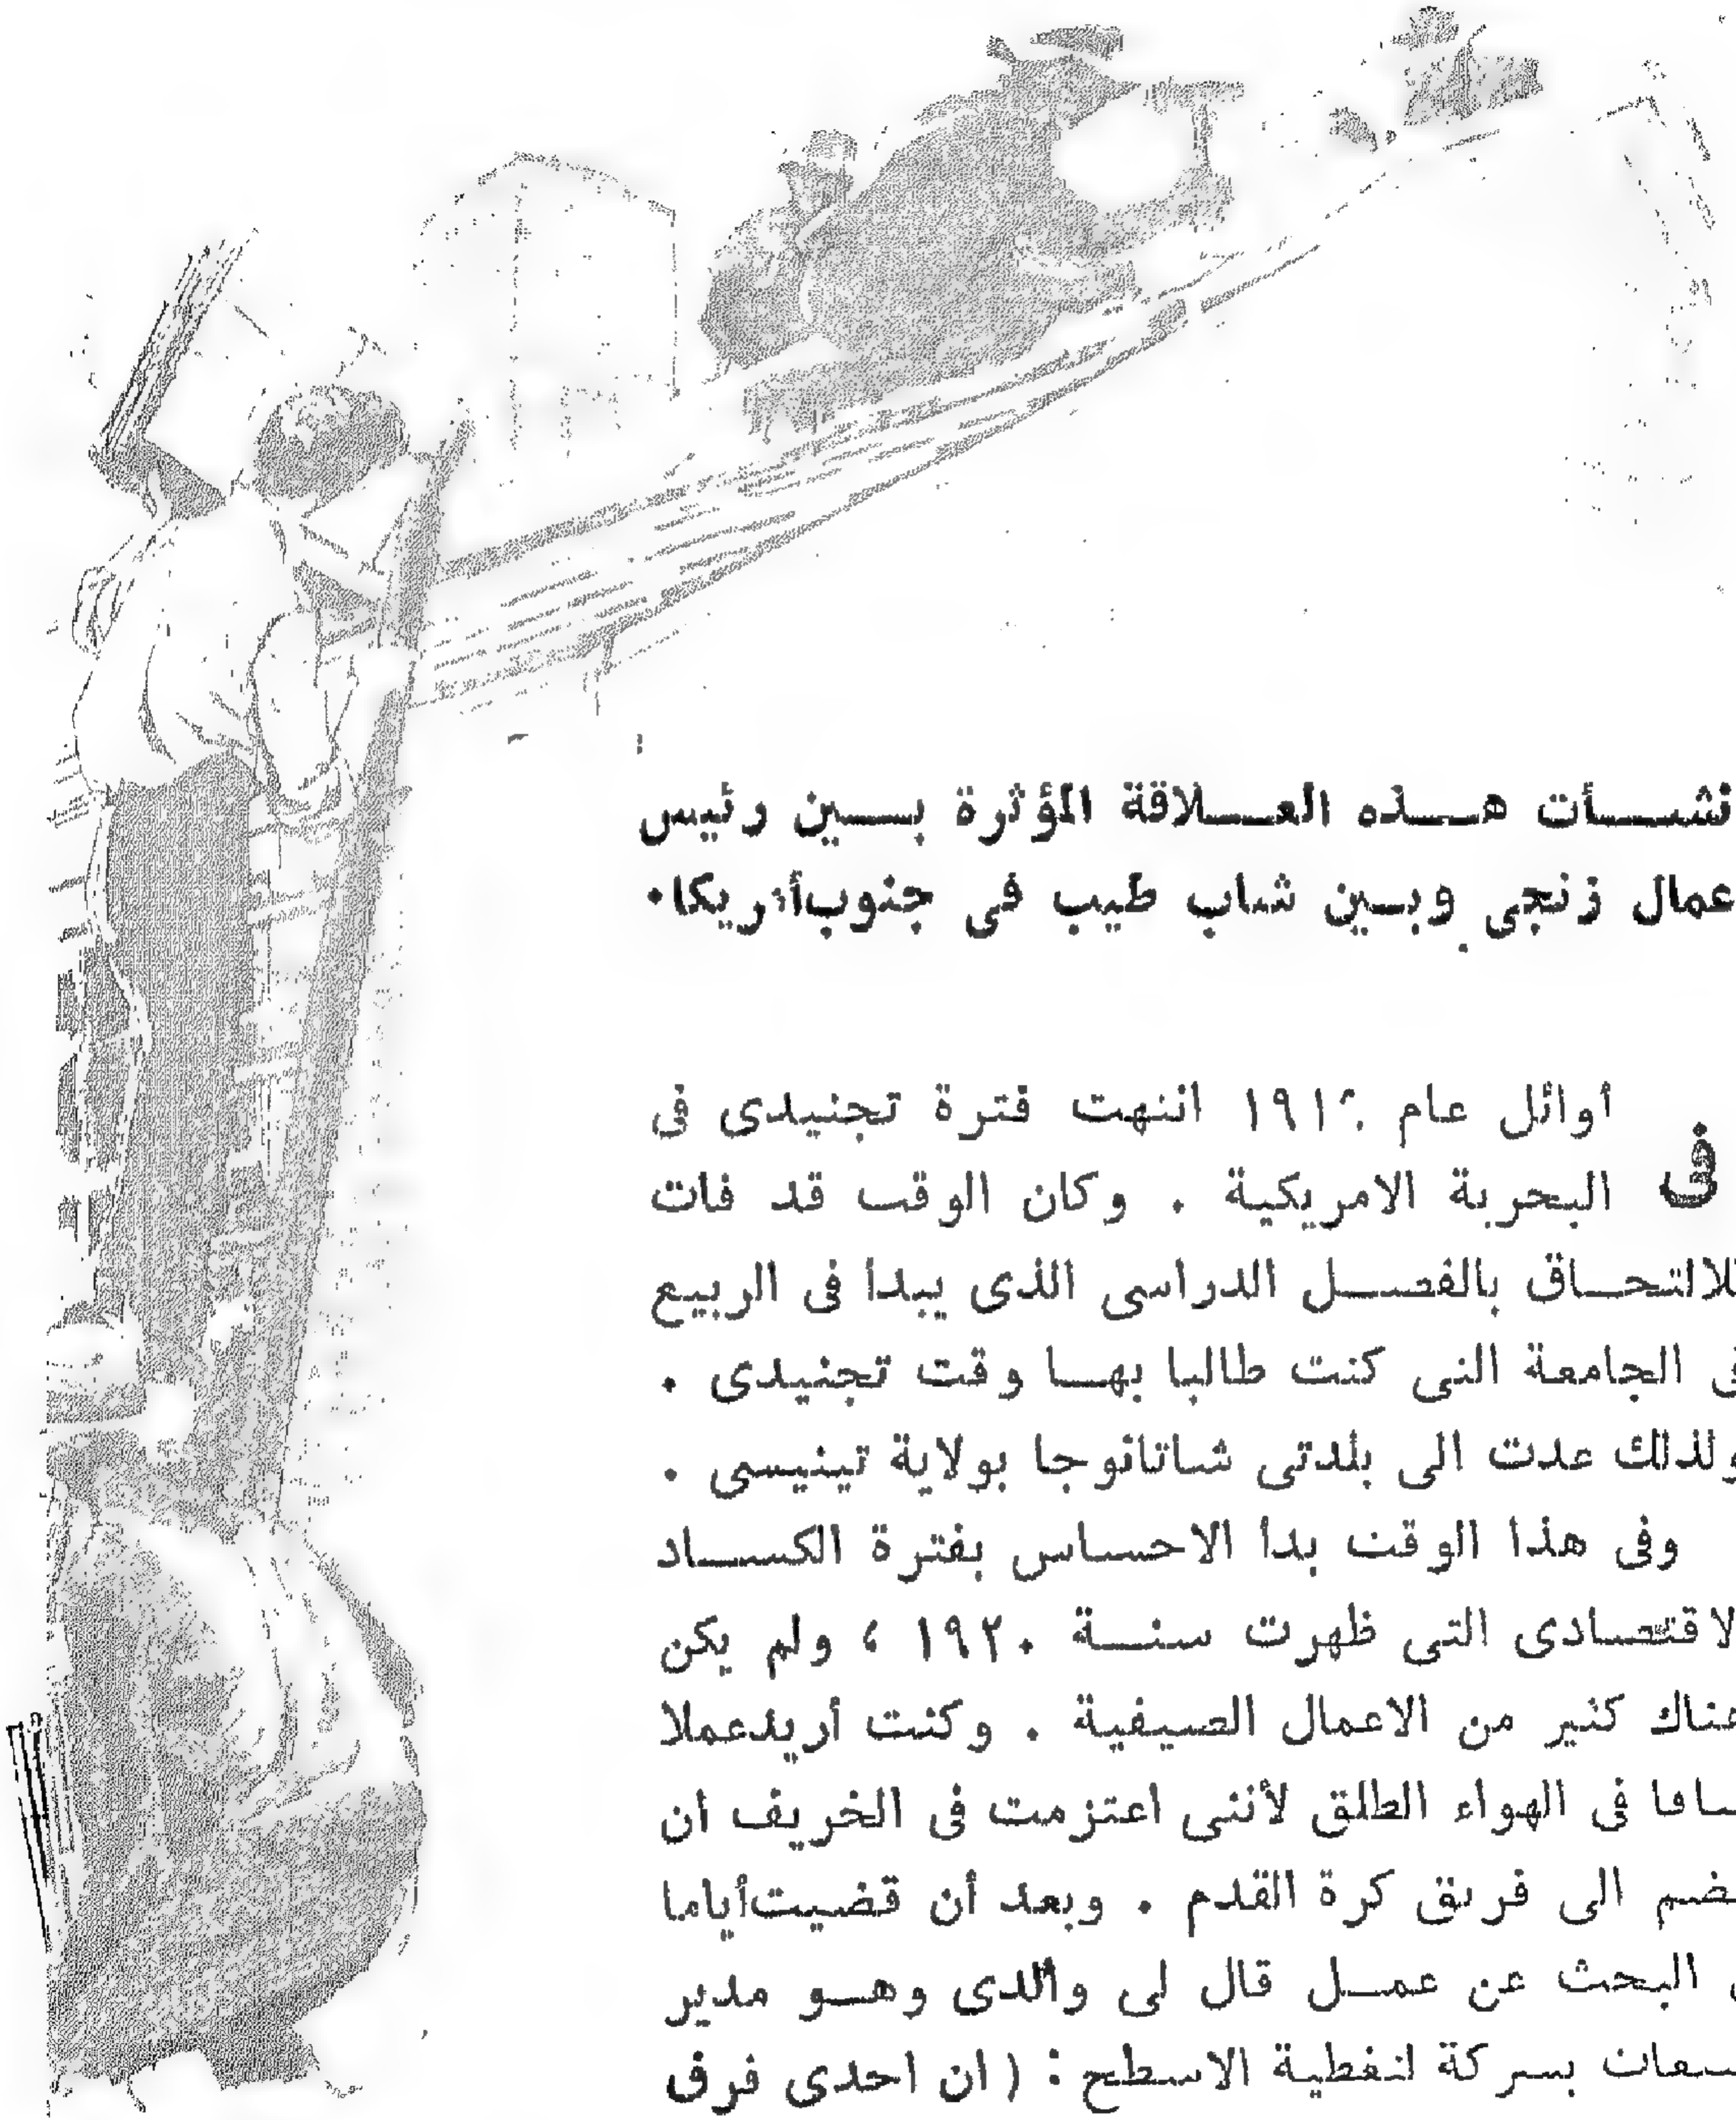 نشأت هذه العلاقة المؤثرة بين رئيس
عمال زنجى وبين شاب طيب فى جنوب أمريكا.
فى أوائل عام انتهت فترة تجنيدى فى
البحرية الامريكية . وكان الوقت قد فات
للالتحاق بالفصل الدراسى الذى يبدأ فى الربيع
فى الجامعة التى كنت طالبا بها وقت تجنيدى .
ولذلك عدت الى بلدتى شاتانوجا بولاية تينيسى .
وفى هذا الوقت بدأ الاحساس بفترة الكساد
الاقتصادى التى ظهرت سنة ١٩٢٠ ، ولم يكن
هناك كثير من الاعمال الصيفية . وكنت أريد عملا
فى الهواء الطلق لأننى اعتزمت فى الخريف ان
الى فريق كرة القدم . وبعد أن قضيت أياما
البحث عن عمل قال لى والدى وهو مدير
بشركة لتغطية الاسطح : ( ان احدى فرق